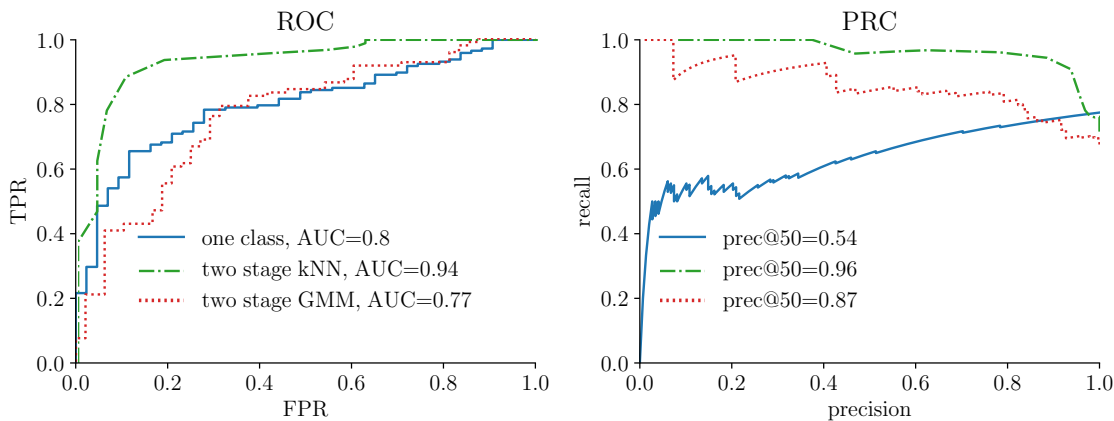 ROC
1.0
0.8
0.6
0.4
0.2
0.0
TPR
one class, AUC=0.8
two stage kNN, AUC=0.94
two stage GMM, AUC=0.77
0.0 0.2 0.4 0.6 0.8 1.0
FPR
PRC
1.0
0.8
0.6
0.4
0.2
0.0
recall
prec@50=0.54
prec@50=0.96
prec@50=0.87
0.0 0.2 0.4 0.6 0.8 1.0
precision